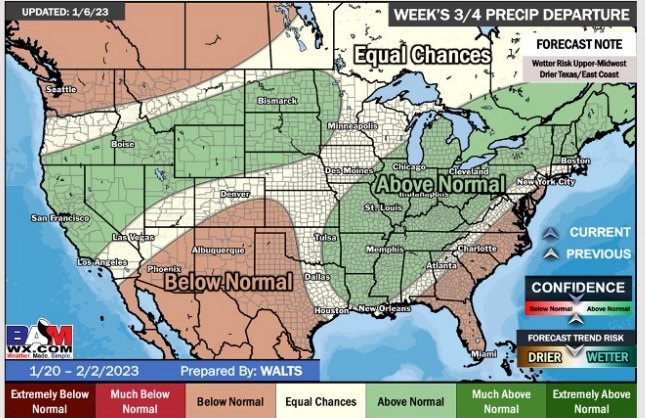 UPDATED: 1/6/23
WEEK'S 3/4 PRECIP DEPARTURE
Equal Chances
FORECAST NOTE
Wetter Risk Upper-Midwest
Drier Texas/East Coast
Seattle
Bismarck
Minneapolis
Boise
Boston
Des Moines
Chicago
Cleveland
New York City
Above Normal
Indianapolis
Denver
St. Louis
San Francisco
Las Vegas
Tulsa
CURRENT
Albuquerque
Memphis
Charlotte
PREVIOUS
Los Angeles
Phoenix
Atlanta
Below Normal
Dallas
CONFIDENCE
Houston
New Orleans
Below Normal
Above Normal
BAM
WX.COM
Weather. Made. Simple.
FORECAST TREND RISK
DRIER
WETTER
Miami
1/20 – 2/2/2023
Prepared By: WALTS
Extremely Below
Normal
Much Below
Normal
Below Normal
Equal Chances
Above Normal
Much Above
Normal
Extremely Above
Normal